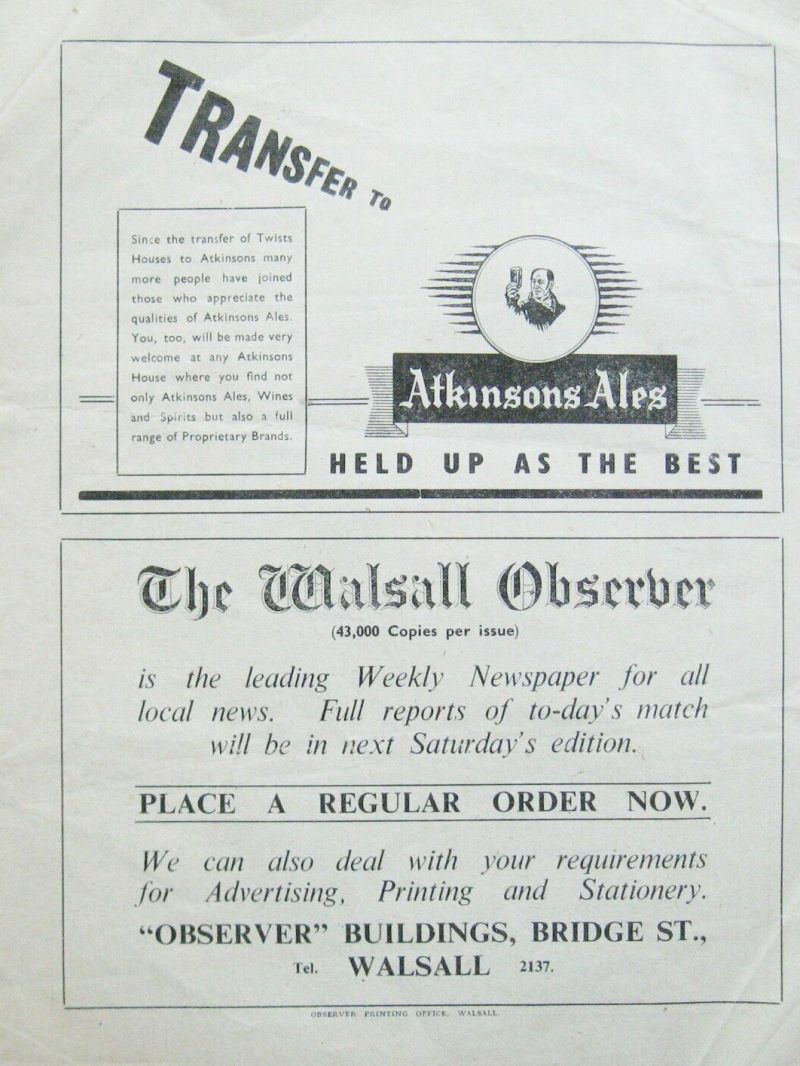 TRANSFER TO
Since the transfer of Twists
Houses to Atkinsons many
more people have joined
those who appreciate the
qualities of Atkinsons Ales.
You, too, will be made very
welcome at any Atkinsons
House where you find not
only Atkinsons Ales, Wines
and Spirits but also a full
range of Proprietary Brands.
Atkinsons Ales
HELD UP AS THE BEST
The Walsall Observer
(43,000 Copies per issue)
is the leading Weekly Newspaper for all
local news. Full reports of to-day's match
will be in next Saturday's edition.
PLACE A REGULAR ORDER NOW.
We can also deal with your requirements
for Advertising, Printing and Stationery.
"OBSERVER" BUILDINGS, BRIDGE ST.,
Tel. WALSALL 2137.
OBSERVER PRINTING OFFICE, WALSALL.